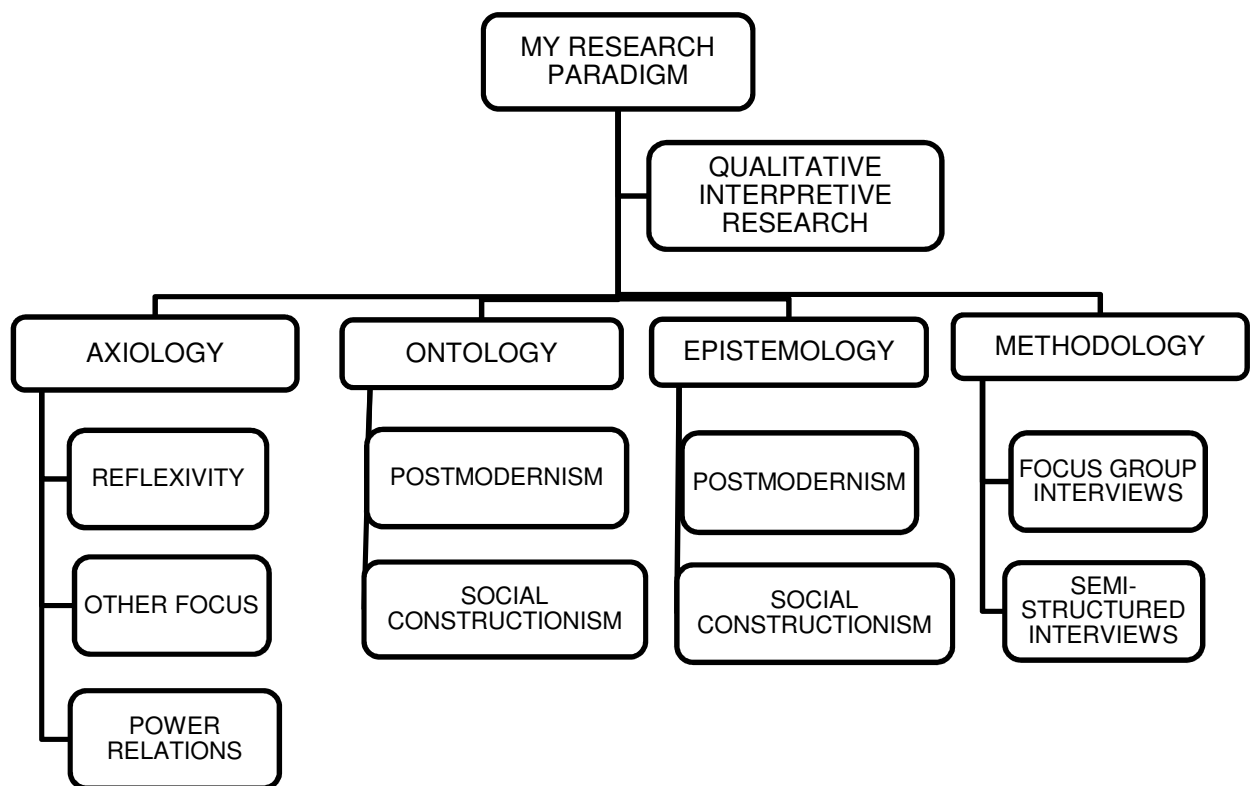 MY RESEARCH
PARADIGM
QUALITATIVE
INTERPRETIVE
RESEARCH
AXIOLOGY
REFLEXIVITY
OTHER FOCUS
POWER
RELATIONS
ONTOLOGY
POSTMODERNISM
SOCIAL
CONSTRUCTIONISM
EPISTEMOLOGY
POSTMODERNISM
SOCIAL
CONSTRUCTIONISM
METHODOLOGY
FOCUS GROUP
INTERVIEWS
SEMI-
STRUCTURED
INTERVIEWS